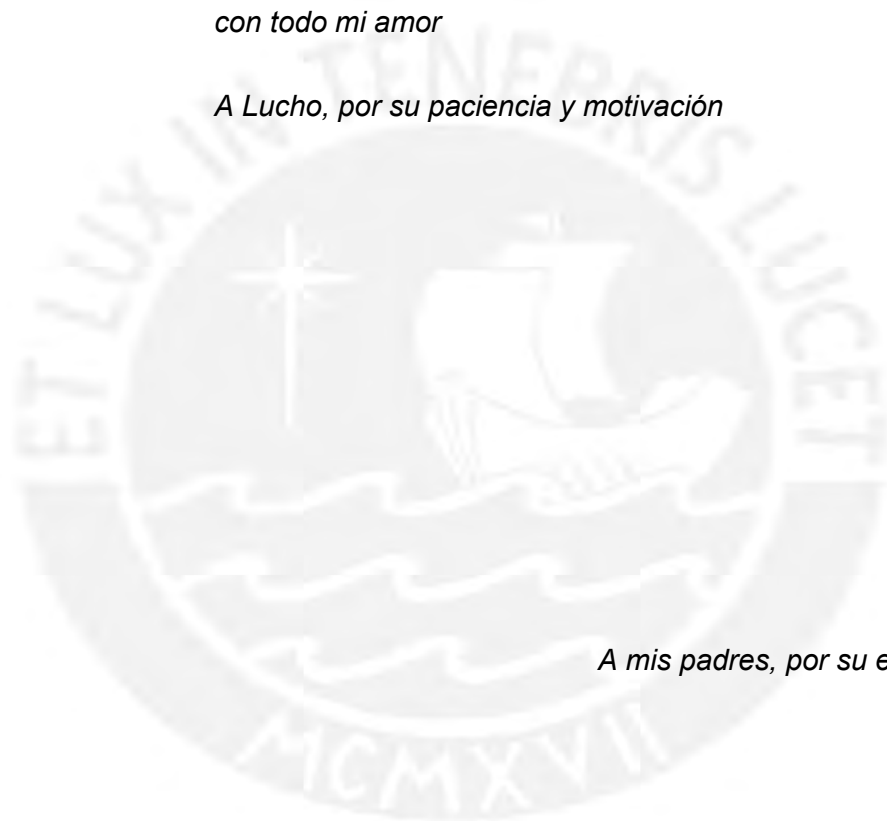 con todo mi amor
A Lucho, por su paciencia y motivación
ET LUX IN TENEBRIS LUCET
A mis padres, por su
MCMXVII